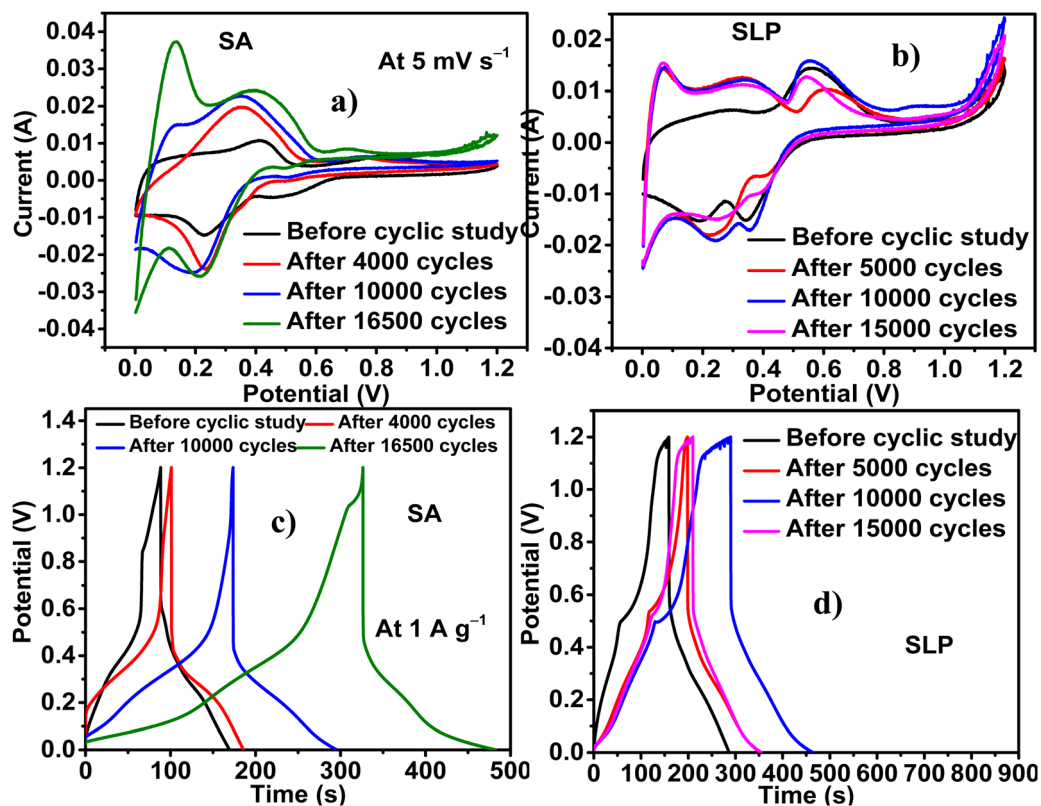 SA
At 5 mV s⁻¹
a)
Current (A)
0.04
0.03
0.02
0.01
0.00
-0.01
-0.02
-0.03
-0.04
Before cyclic study
After 4000 cycles
After 10000 cycles
After 16500 cycles
0.0 0.2 0.4 0.6 0.8 1.0 1.2
Potential (V)
SLP
b)
Current (A)
0.02
0.01
0.00
-0.01
-0.02
-0.03
-0.04
Before cyclic study
After 5000 cycles
After 10000 cycles
After 15000 cycles
0.0 0.2 0.4 0.6 0.8 1.0 1.2
Potential (V)
Before cyclic study After 4000 cycles
After 10000 cycles After 16500 cycles
c)
SA
At 1 A g⁻¹
Potential (V)
1.4
1.2
1.0
0.8
0.6
0.4
0.2
0.0
0 100 200 300 400 500
Time (s)
Before cyclic study
After 5000 cycles
After 10000 cycles
After 15000 cycles
d)
SLP
Potential (V)
1.2
1.0
0.8
0.6
0.4
0.2
0.0
0 100 200 300 400 500 600 700 800 900
Time (s)